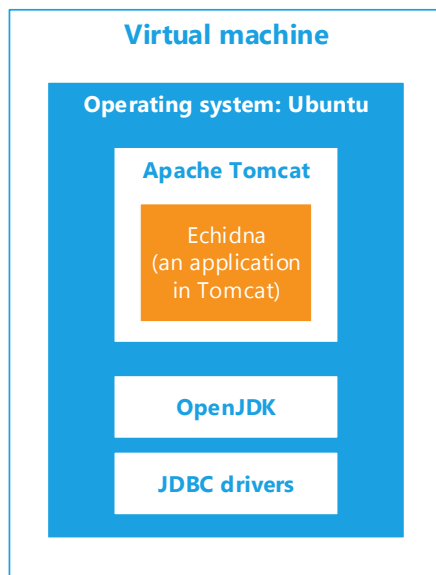 Virtual machine
Operating system: Ubuntu
Apache Tomcat
Echidna
(an application
in Tomcat)
OpenJDK
JDBC drivers